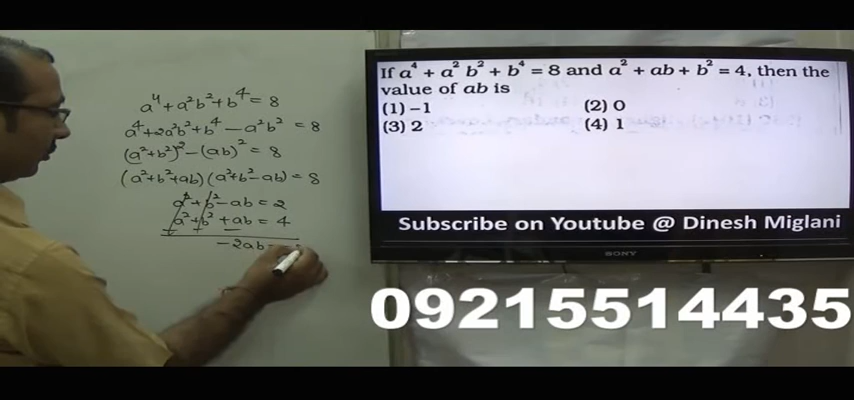 a⁴ + a²b² + b⁴ = 8
a⁴ + 2a²b² + b⁴ – a²b² = 8
(a²+b²)² – (ab)² = 8
(a²+b²+ab) (a²+b²–ab) = 8
a² + b² – ab = 2
a² + b² + ab = 4
– 2ab =
If a⁴ + a² b² + b⁴ = 8 and a² + ab + b² = 4, then the
value of ab is
(1) –1 (2) 0
(3) 2 (4) 1
Subscribe on Youtube @ Dinesh Miglani
SONY
09215514435